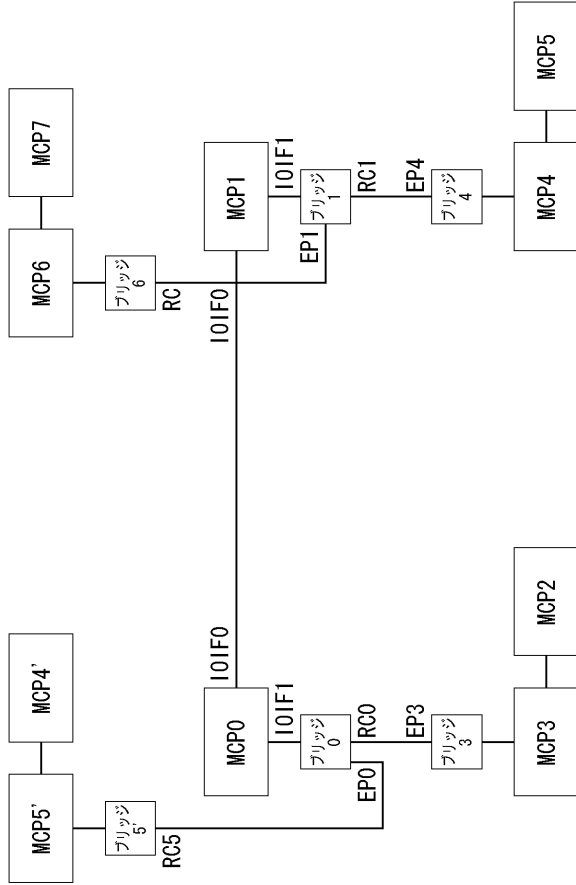 MCP5'
MCP4'
ブリッジ
5'
RC5
MCP6
MCP7
ブリッジ
6
RC
MCP0
IOIF0
IOIF0
MCP1
IOIF1
IOIF1
ブリッジ
0
EP0
RC0
ブリッジ
1
EP1
RC1
EP3
ブリッジ
3
EP4
ブリッジ
4
MCP3
MCP2
MCP4
MCP5